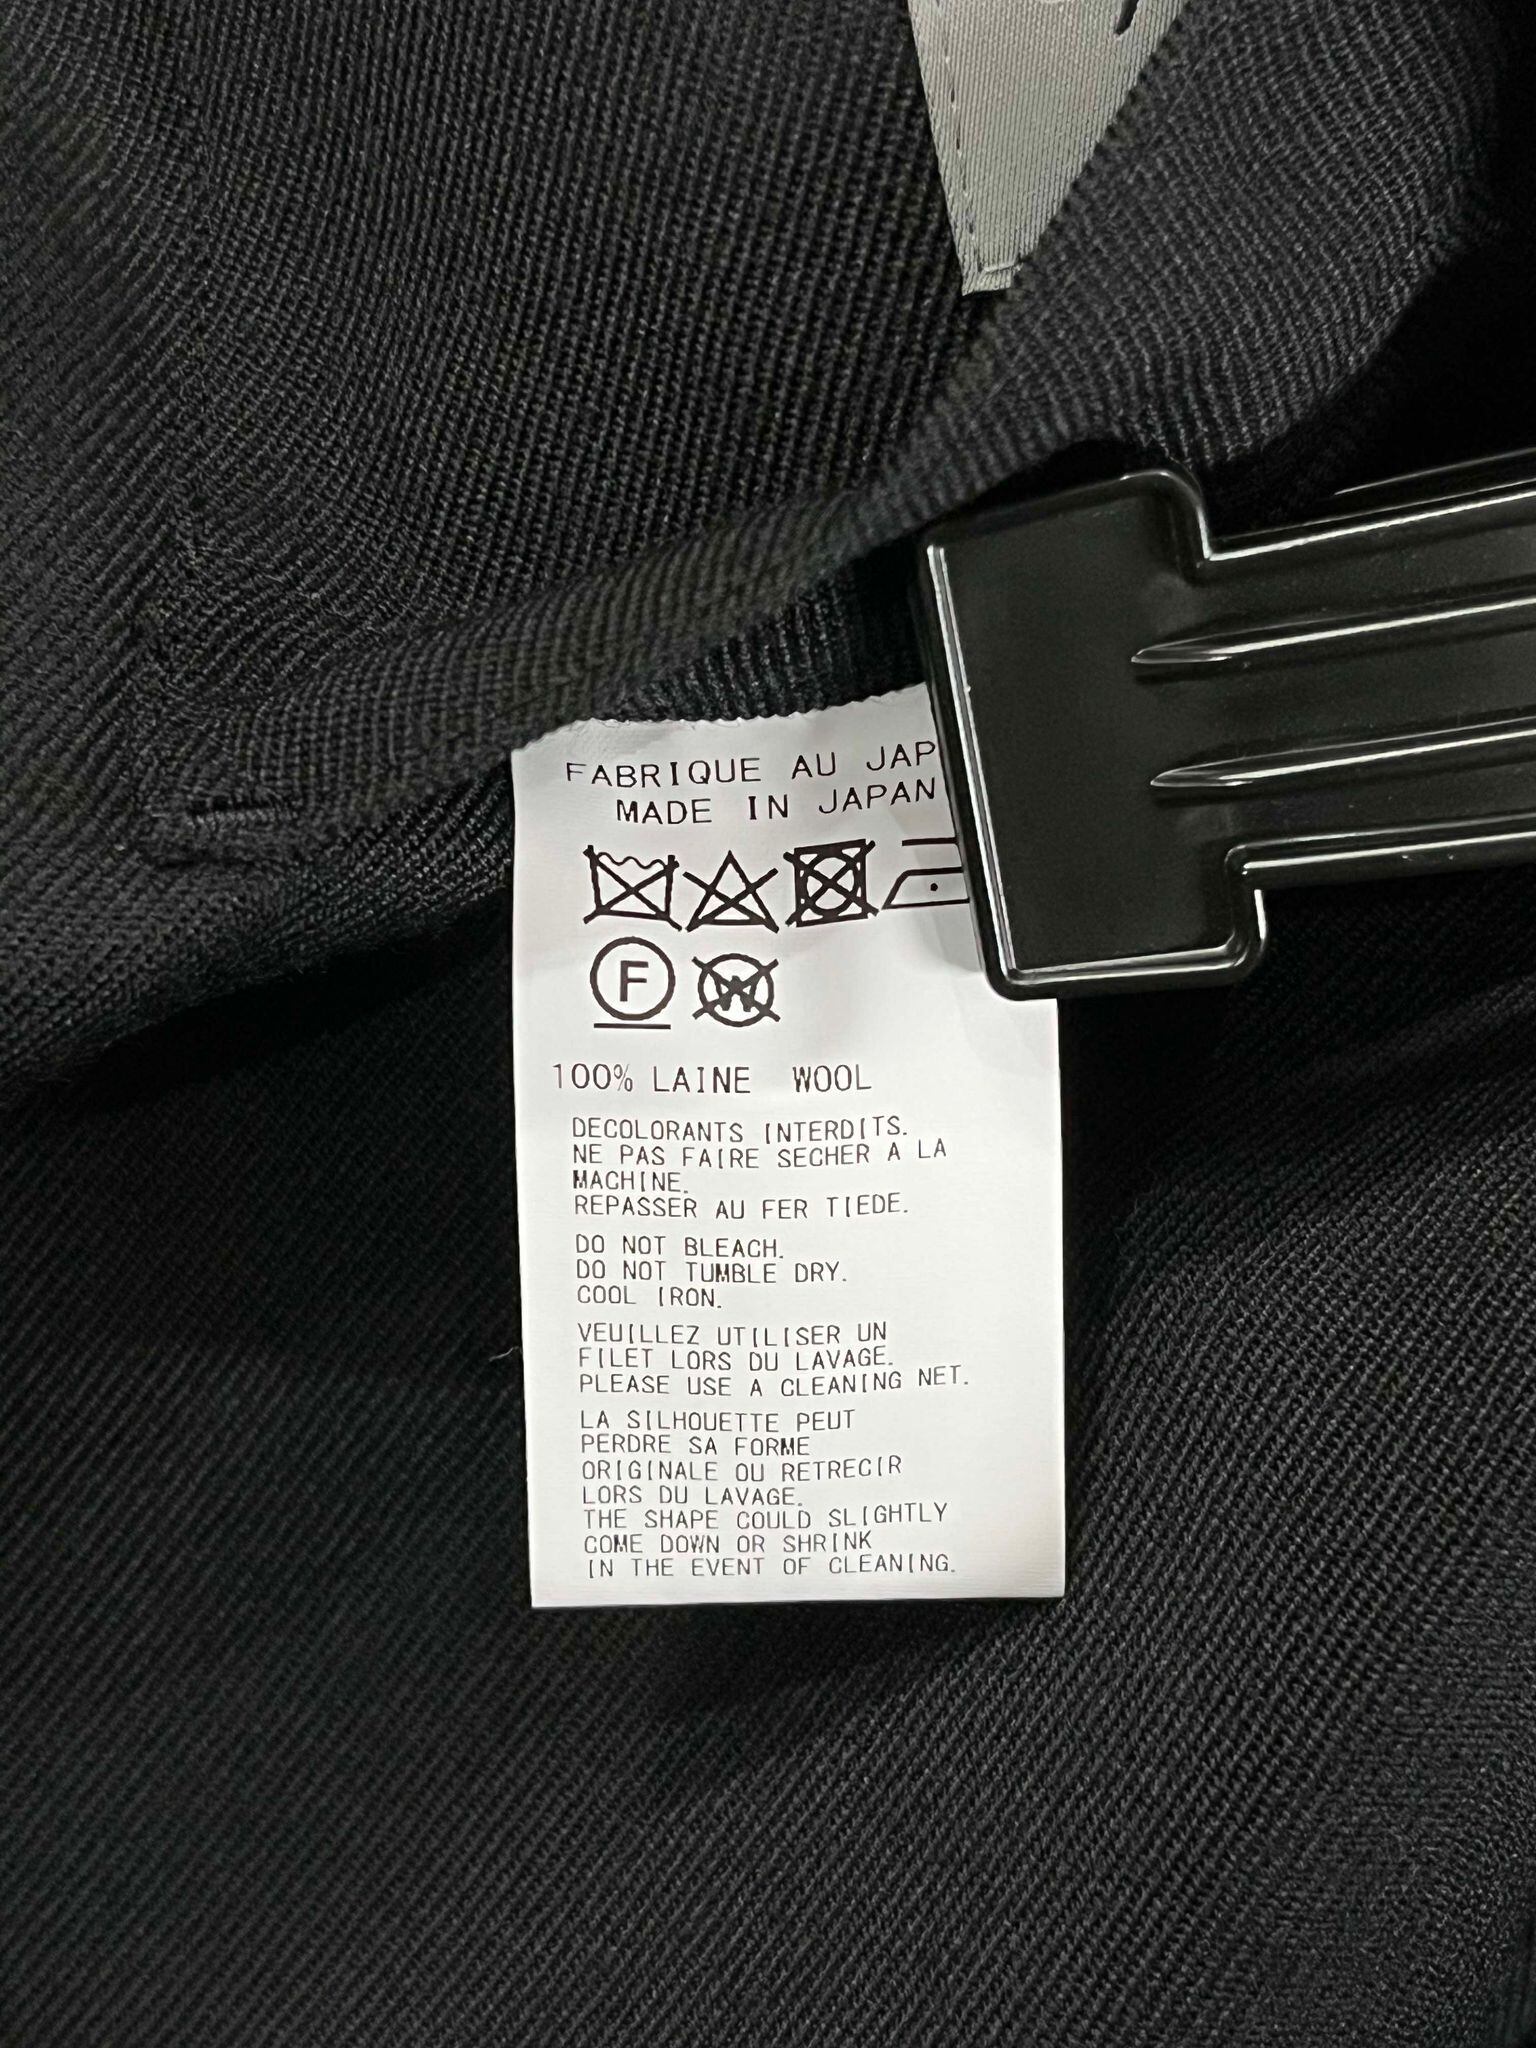 FABRIQUE AU JAP
MADE IN JAPAN
F W
100% LAINE WOOL
DECOLORANTS INTERDITS.
NE PAS FAIRE SECHER A LA
MACHINE.
REPASSER AU FER TIEDE.
DO NOT BLEACH.
DO NOT TUMBLE DRY.
COOL IRON.
VEUILLEZ UTILISER UN
FILET LORS DU LAVAGE.
PLEASE USE A CLEANING NET.
LA SILHOUETTE PEUT
PERDRE SA FORME
ORIGINALE OU RETRECIR
LORS DU LAVAGE.
THE SHAPE COULD SLIGHTLY
COME DOWN OR SHRINK
IN THE EVENT OF CLEANING.